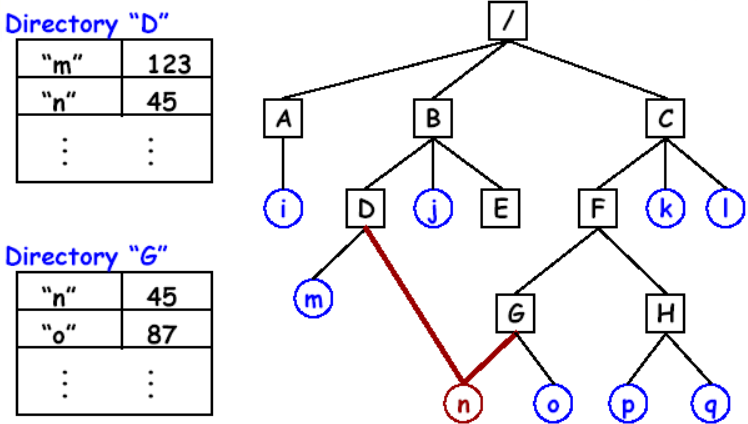 Directory “D”
“m” 123
“n” 45
⋮ ⋮
Directory “G”
“n” 45
“o” 87
⋮ ⋮
/
A B C
i D j E F k l
m G H
n o p q